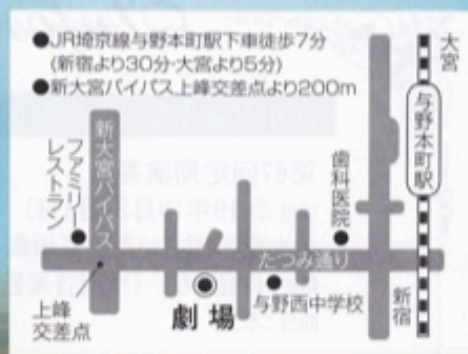 ●JR埼京線与野本町駅下車徒歩7分
(新宿より30分・大宮より5分)
●新大宮バイパス上峰交差点より200m
大宮
与野本町駅
新宿
新大宮バイパス
ファミリー
レストラン
歯科医院
たつみ通り
上峰
交差点
劇場
与野西中学校